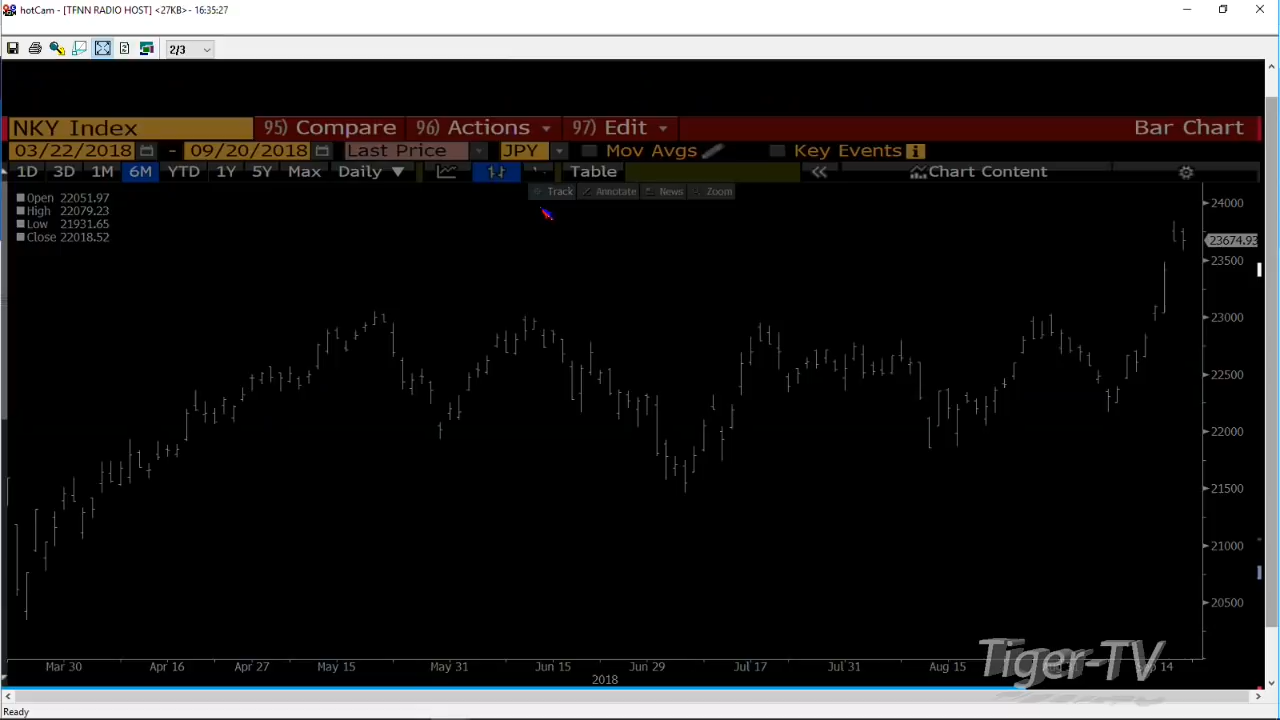 hotCam - [TFNN RADIO HOST] <27KB> - 16:35:27
2/3
NKY Index 95) Compare 96) Actions 97) Edit Bar Chart
03/22/2018 - 09/20/2018 Last Price JPY Mov Avgs Key Events
1D 3D 1M 6M YTD 1Y 5Y Max Daily ▼ Table « Chart Content
Track Annotate News Zoom
Open 22051.97
High 22079.23
Low 21931.65
Close 22018.52
24000
23674.93
23500
23000
22500
22000
21500
21000
20500
Mar 30 Apr 16 Apr 27 May 15 May 31 Jun 15 Jun 29 Jul 17 Jul 31 Aug 15 Sep 14
2018
Tiger-TV
Ready